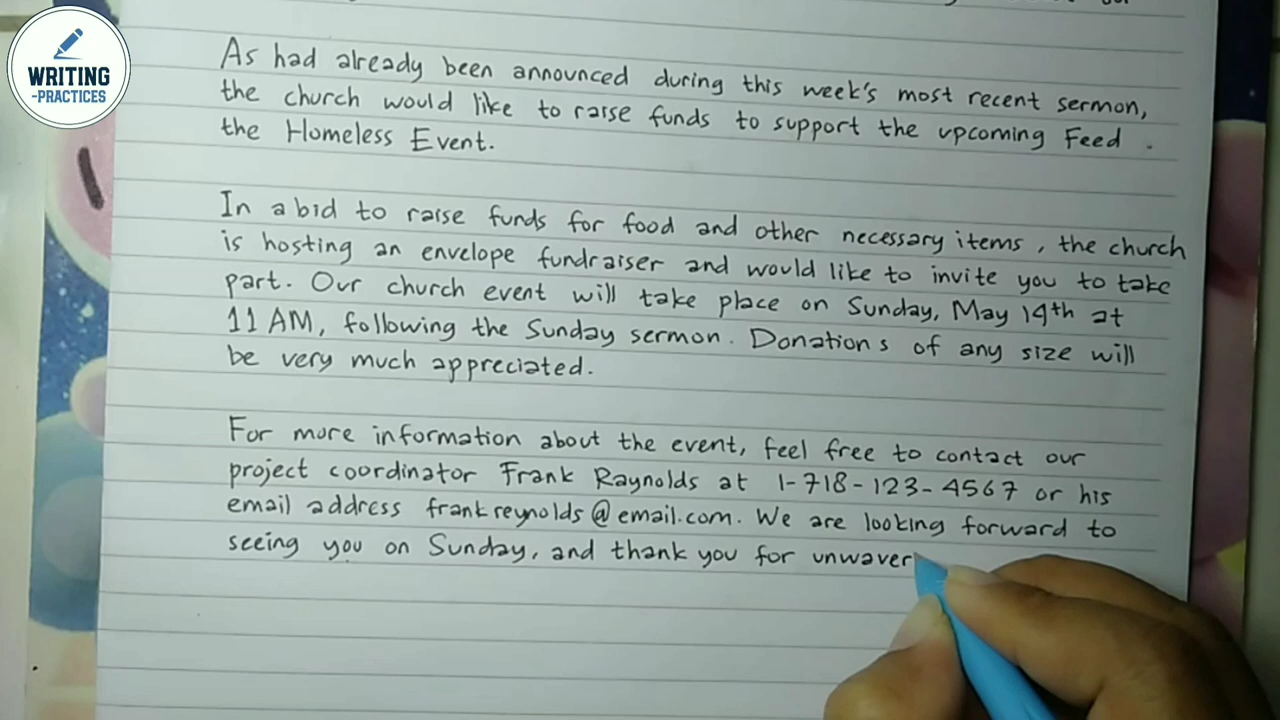 WRITING
-PRACTICES
As had already been announced during this week's most recent sermon,
the church would like to raise funds to support the upcoming Feed
the Homeless Event.
In a bid to raise funds for food and other necessary items, the church
is hosting an envelope fundraiser and would like to invite you to take
part. Our church event will take place on Sunday, May 19th at
11 AM, following the Sunday sermon. Donations of any size will
be very much appreciated.
For more information about the event, feel free to contact our
project coordinator Frank Raynolds at 1-718-123-4567 or his
email address frankreynolds@email.com. We are looking forward to
seeing you on Sunday, and thank you for unwaver